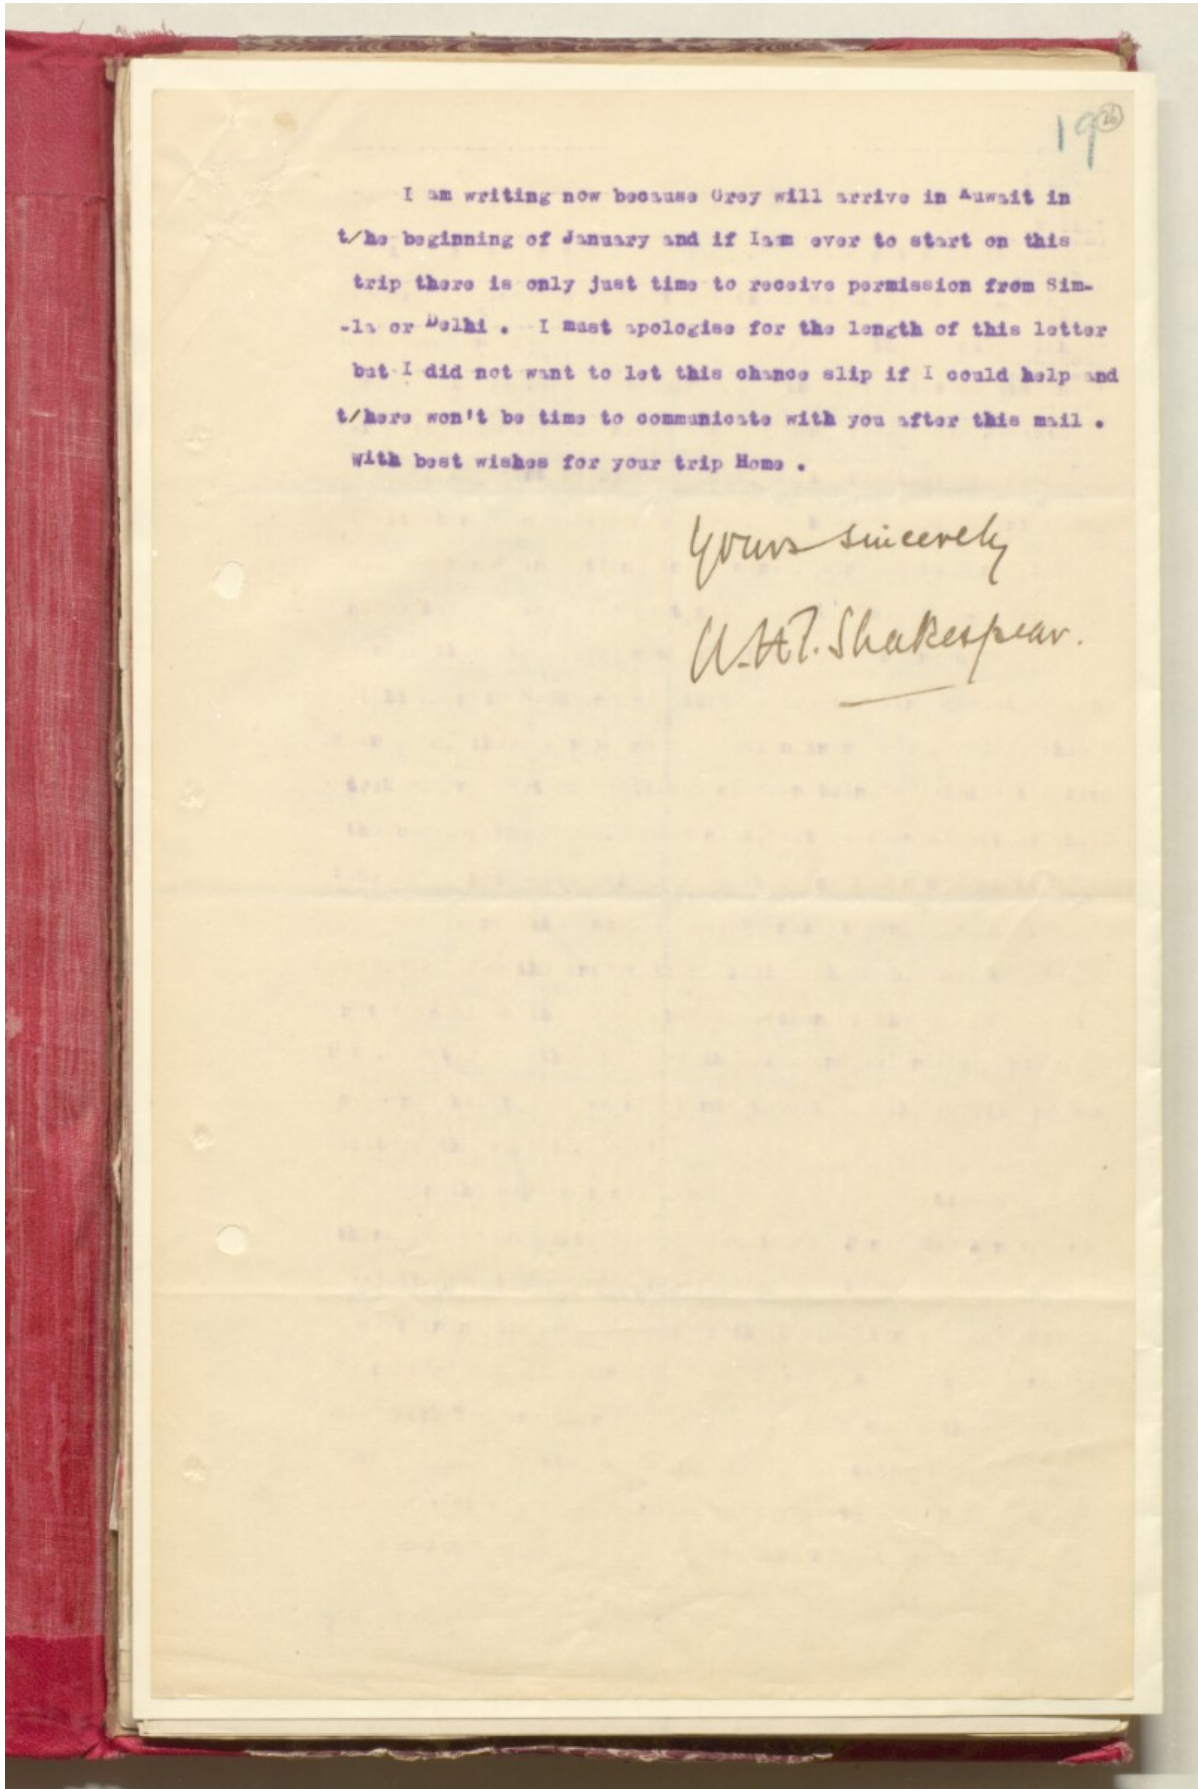 19
26
I am writing now because Grey will arrive in Kuwait in
t/he beginning of January and if Iam ever to start on this
trip there is only just time to receive permission from Sim-
-la or Delhi . I must apologise for the length of this letter
but I did not want to let this chance slip if I could help and
t/here won't be time to communicate with you after this mail .
With best wishes for your trip Home .
Yours sincerely
W.H.I. Shakespear.